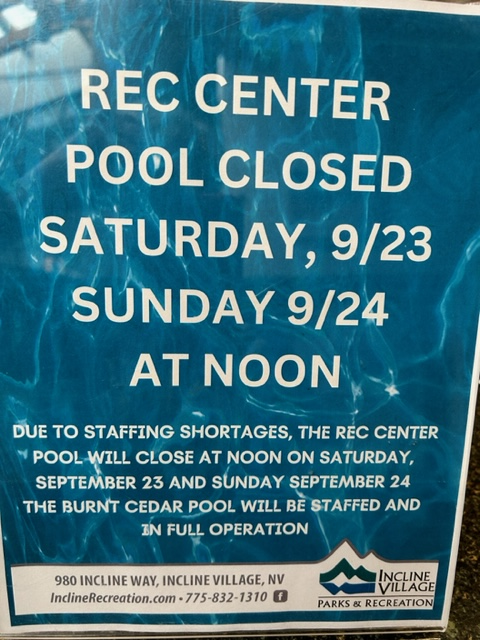 REC CENTER
POOL CLOSED
SATURDAY, 9/23
SUNDAY 9/24
AT NOON
DUE TO STAFFING SHORTAGES, THE REC CENTER
POOL WILL CLOSE AT NOON ON SATURDAY,
SEPTEMBER 23 AND SUNDAY SEPTEMBER 24
THE BURNT CEDAR POOL WILL BE STAFFED AND
IN FULL OPERATION
980 INCLINE WAY, INCLINE VILLAGE, NV
InclineRecreation.com • 775-832-1310 f
INCLINE
VILLAGE
PARKS & RECREATION